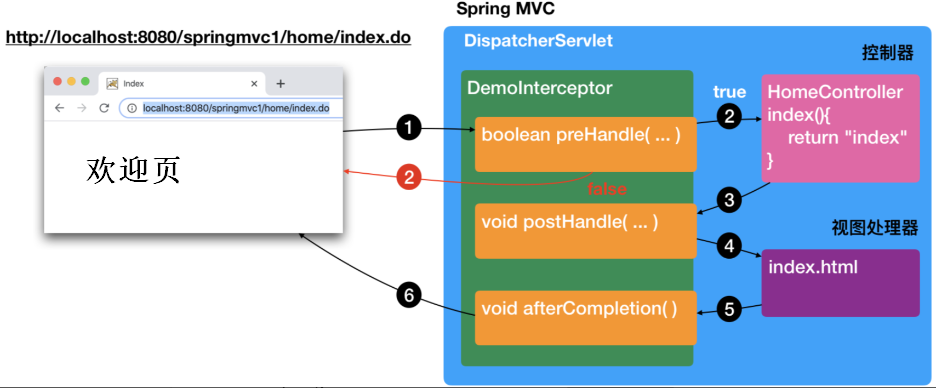 Spring MVC
http://localhost:8080/springmvc1/home/index.do
DispatcherServlet
控制器
Index
localhost:8080/springmvc1/home/index.do
DemoInterceptor
true
HomeController
index(){
return "index"
}
1
boolean preHandle( ... )
2
欢迎页
2
false
3
void postHandle( ... )
4
视图处理器
index.html
6
void afterCompletion( )
5